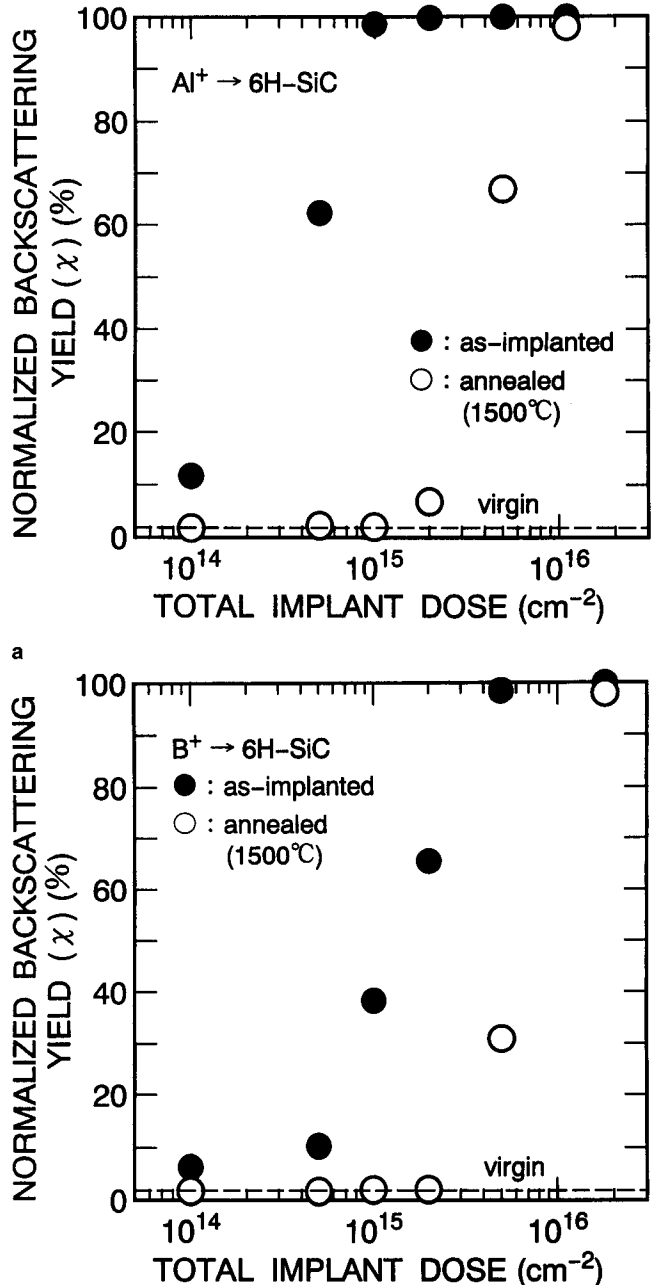 NORMALIZED BACKSCATTERING
YIELD (χ) (%)
100
80
60
40
20
0
Al⁺ → 6H–SiC
● : as–implanted
○ : annealed
(1500℃)
virgin
10¹⁴
10¹⁵
10¹⁶
TOTAL IMPLANT DOSE (cm⁻²)
a
NORMALIZED BACKSCATTERING
YIELD (χ) (%)
100
80
60
40
20
0
B⁺ → 6H–SiC
● : as–implanted
○ : annealed
(1500℃)
virgin
10¹⁴
10¹⁵
10¹⁶
TOTAL IMPLANT DOSE (cm⁻²)